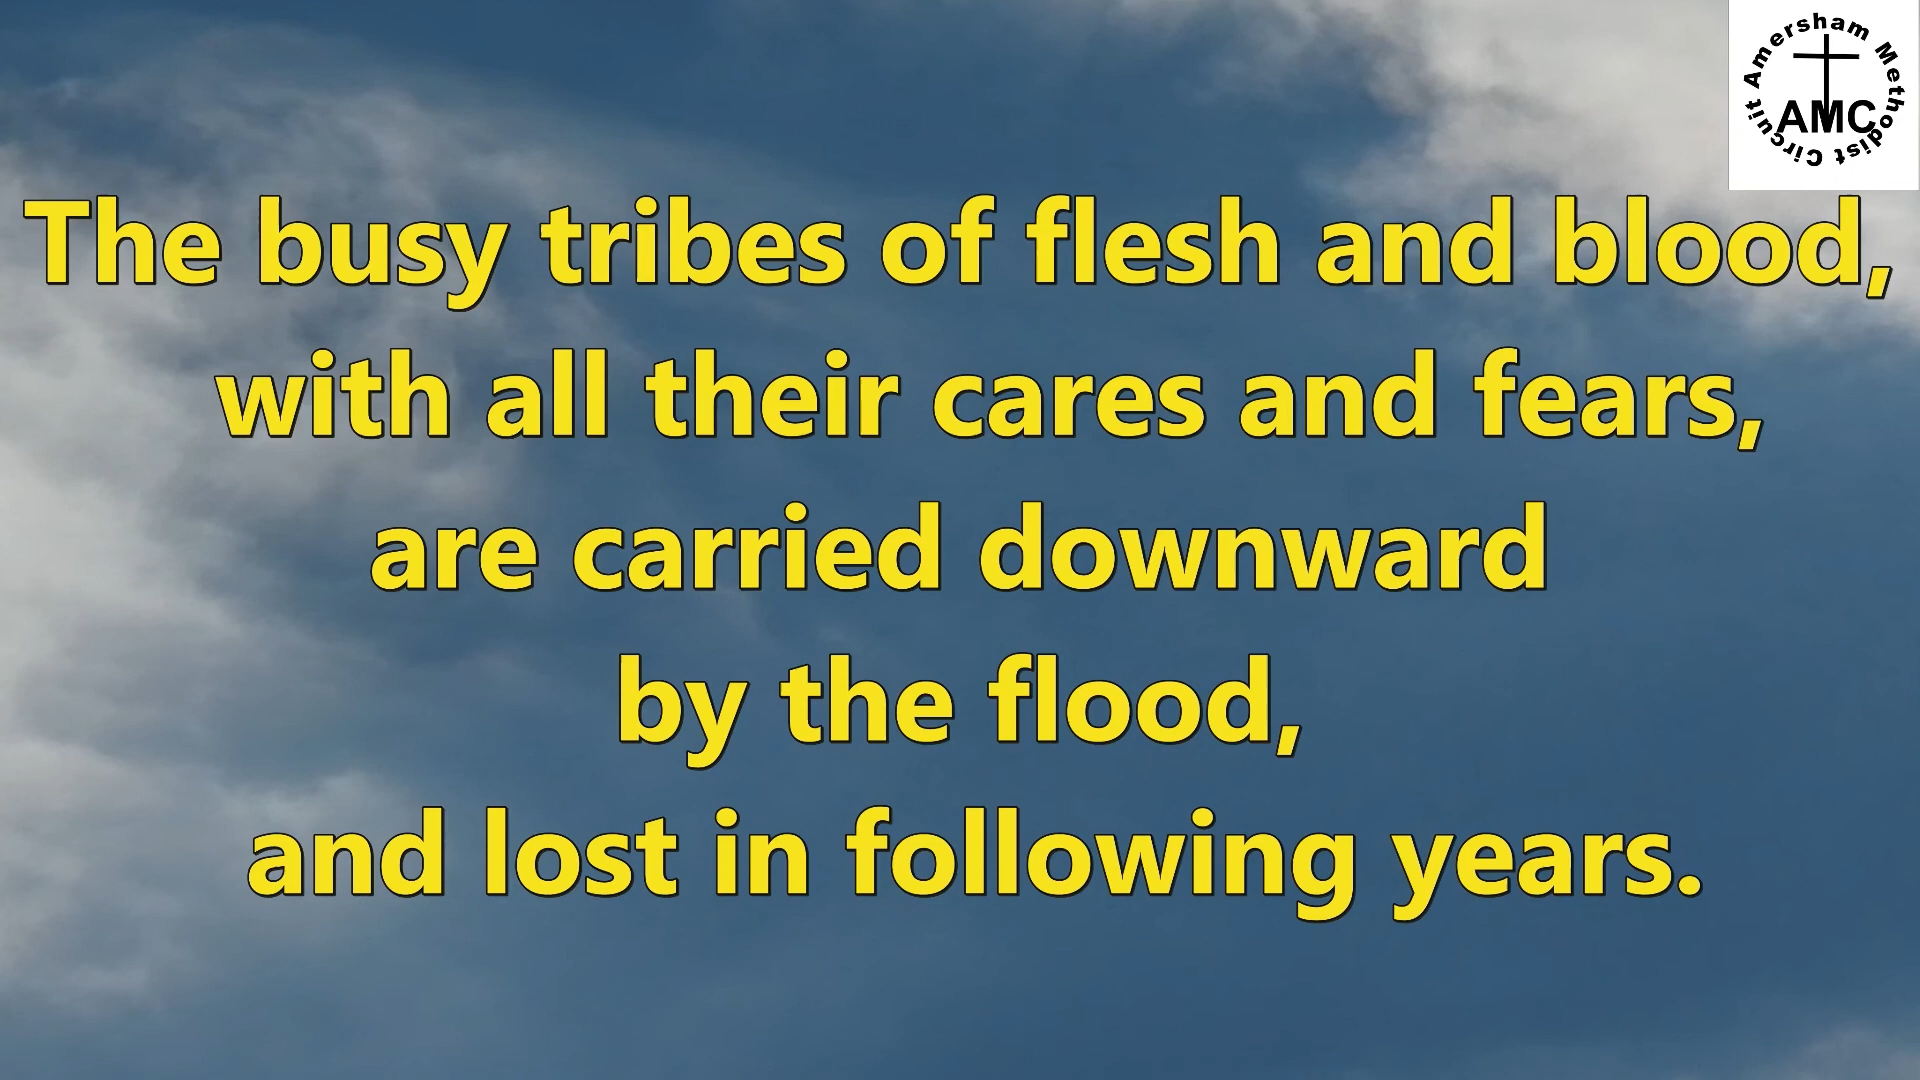 Amersham Methodist Circuit
AMC
The busy tribes of flesh and blood,
with all their cares and fears,
are carried downward
by the flood,
and lost in following years.